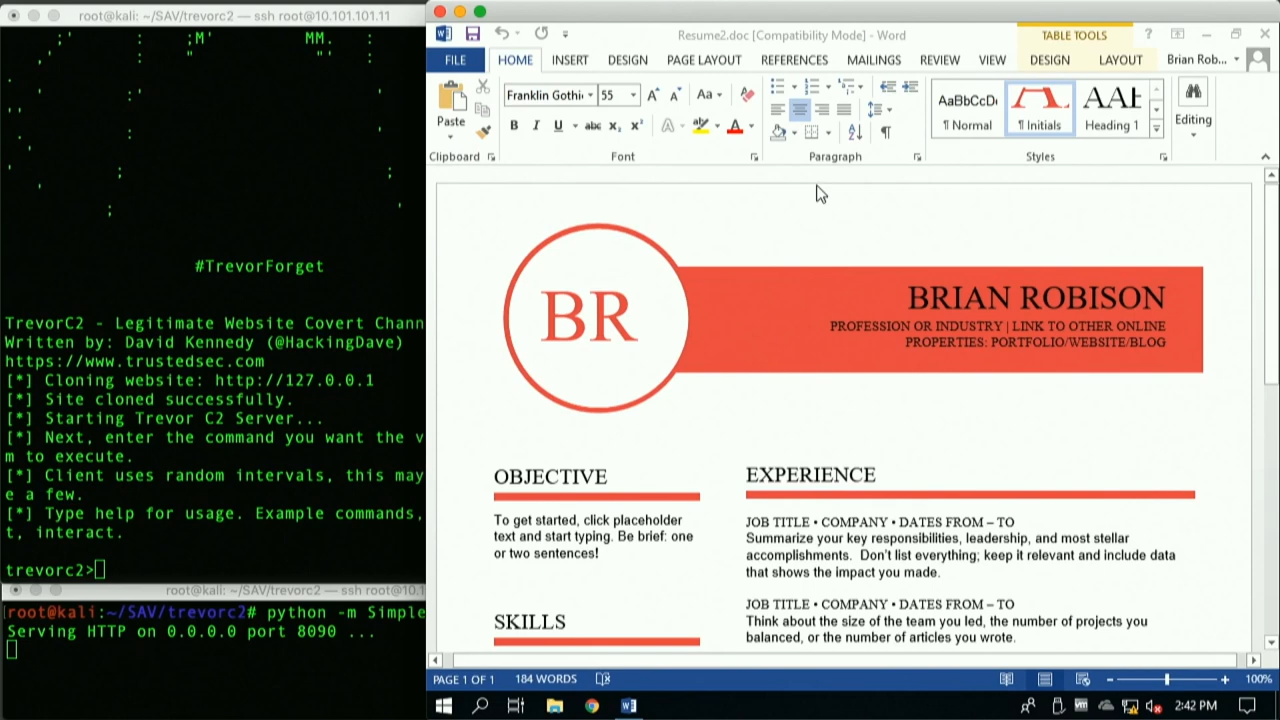 root@kali: ~/SAV/trevorc2 — ssh root@10.101.101.11
;' : ;M' MM. :
.' : " "' :
.
. :' .
''
. : .
.
' ; ;
.
; '
#TrevorForget
TrevorC2 - Legitimate Website Covert Chann
Written by: David Kennedy (@HackingDave)
https://www.trustedsec.com
[*] Cloning website: http://127.0.0.1
[*] Site cloned successfully.
[*] Starting Trevor C2 Server...
[*] Next, enter the command you want the v
m to execute.
[*] Client uses random intervals, this may
e a few.
[*] Type help for usage. Example commands,
t, interact.
trevorc2>
root@kali: ~/SAV/trevorc2 — ssh root@10.1
root@kali:~/SAV/trevorc2# python -m Simple
Serving HTTP on 0.0.0.0 port 8090 ...
Resume2.doc [Compatibility Mode] - Word
TABLE TOOLS
?
FILE HOME INSERT DESIGN PAGE LAYOUT REFERENCES MAILINGS REVIEW VIEW DESIGN LAYOUT Brian Rob...
Franklin Gothi 55 A A Aa
AaBbCcDi AAE
Paste
B I U abc X₂ X² A ab A
¶ Normal ¶ Initials Heading 1
Editing
Clipboard Font Paragraph Styles
BR
BRIAN ROBISON
PROFESSION OR INDUSTRY | LINK TO OTHER ONLINE
PROPERTIES: PORTFOLIO/WEBSITE/BLOG
OBJECTIVE
To get started, click placeholder
text and start typing. Be brief: one
or two sentences!
SKILLS
EXPERIENCE
JOB TITLE • COMPANY • DATES FROM – TO
Summarize your key responsibilities, leadership, and most stellar
accomplishments. Don't list everything; keep it relevant and include data
that shows the impact you made.
JOB TITLE • COMPANY • DATES FROM – TO
Think about the size of the team you led, the number of projects you
balanced, or the number of articles you wrote.
PAGE 1 OF 1 184 WORDS 100%
2:42 PM